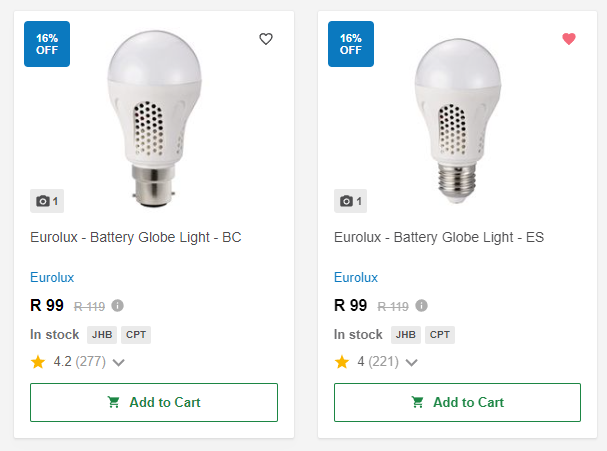 16%
OFF
1
Eurolux - Battery Globe Light - BC
Eurolux
R 99 R 119
In stock JHB CPT
4.2 (277)
Add to Cart
16%
OFF
1
Eurolux - Battery Globe Light - ES
Eurolux
R 99 R 119
In stock JHB CPT
4 (221)
Add to Cart